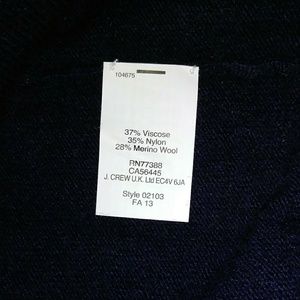 104675
37% Viscose
35% Nylon
28% Merino Wool
RN77388
CA56445
J. CREW U.K. Ltd EC4V 6JA
Style 02103
FA 13